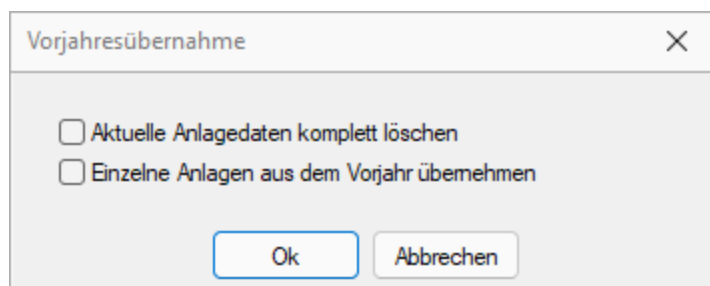 Vorjahresübernahme
Aktuelle Anlagedaten komplett löschen
Einzelne Anlagen aus dem Vorjahr übernehmen
Ok
Abbrechen